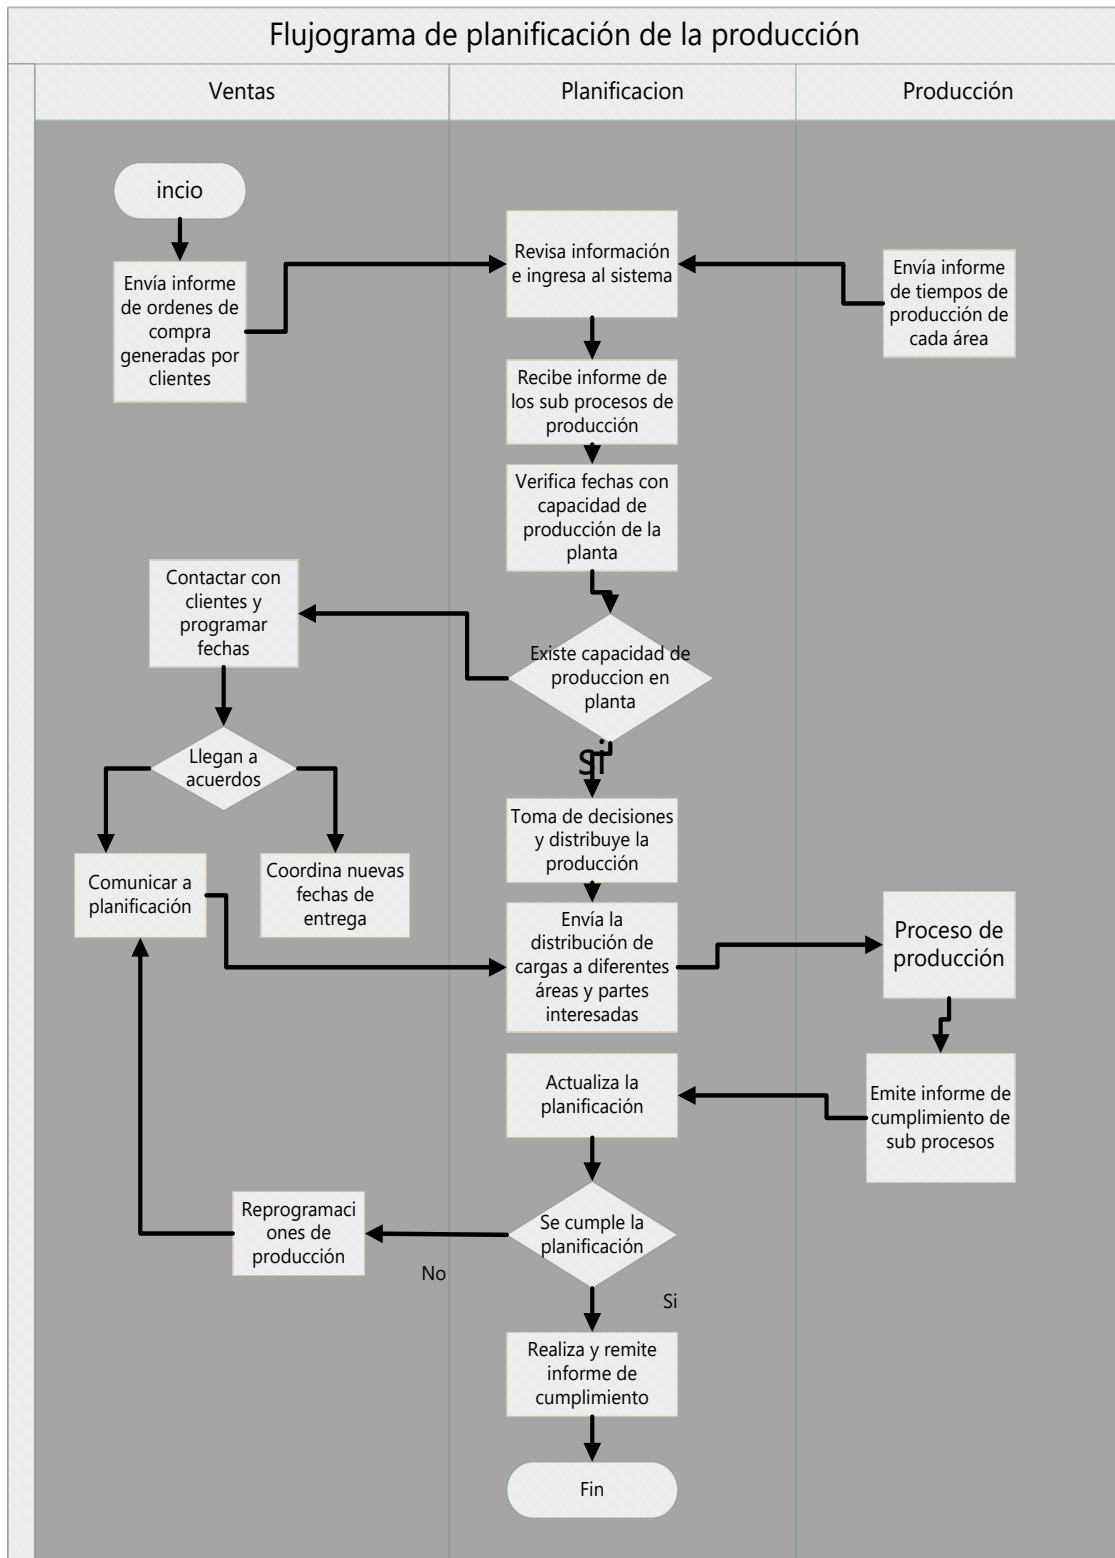 Flujograma de planificación de la producción
Ventas
Planificacion
Producción
incio
Envía informe
de ordenes de
compra
generadas por
clientes
Revisa información
e ingresa al sistema
Envía informe
de tiempos de
producción de
cada área
Recibe informe de
los sub procesos de
producción
Verifica fechas con
capacidad de
producción de la
planta
Contactar con
clientes y
programar
fechas
Existe capacidad de
produccion en
planta
Llegan a
acuerdos
si
Toma de decisiones
y distribuye la
producción
Comunicar a
planificación
Coordina nuevas
fechas de
entrega
Envía la
distribución de
cargas a diferentes
áreas y partes
interesadas
Proceso de
producción
Actualiza la
planificación
Emite informe de
cumplimiento de
sub procesos
Reprogramaci
ones de
producción
Se cumple la
planificación
No
Si
Realiza y remite
informe de
cumplimiento
Fin